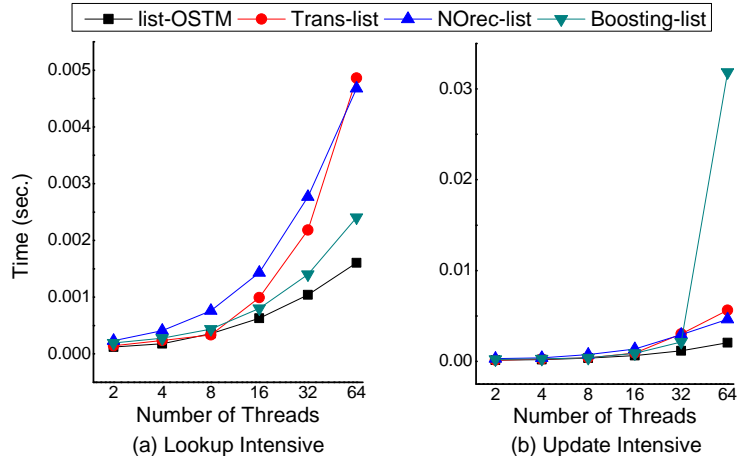 list-OSTM Trans-list NOrec-list Boosting-list
Time (sec.)
0.005
0.004
0.003
0.002
0.001
0.000
2 4 8 16 32 64
Number of Threads
(a) Lookup Intensive
0.03
0.02
0.01
0.00
2 4 8 16 32 64
Number of Threads
(b) Update Intensive